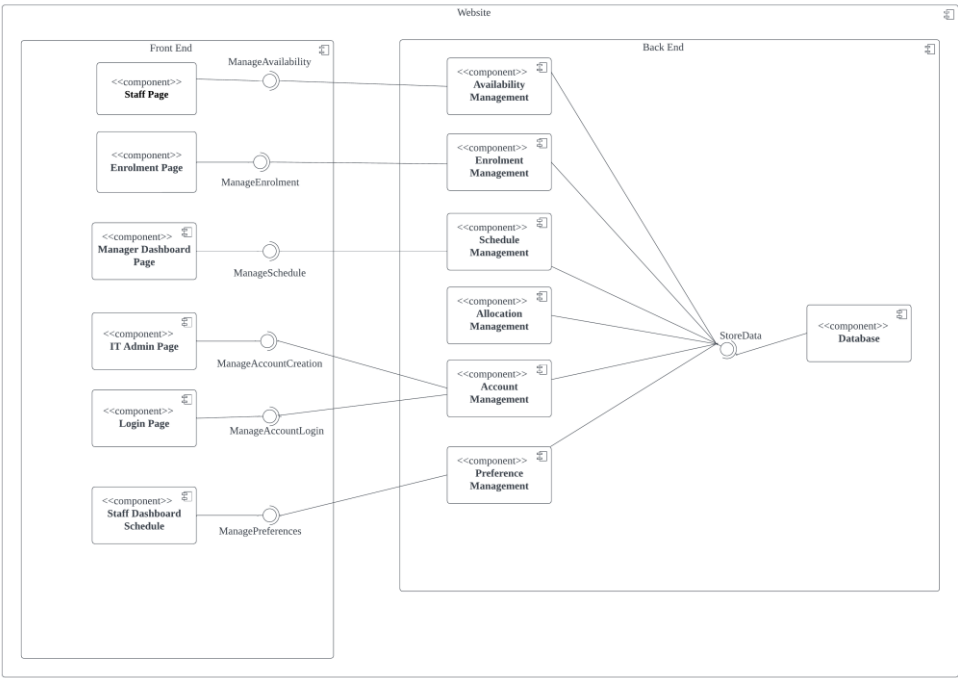 Website
Front End
<<component>>
Staff Page
ManageAvailability
<<component>>
Enrolment Page
ManageEnrolment
<<component>>
Manager Dashboard
Page
ManageSchedule
<<component>>
IT Admin Page
ManageAccountCreation
<<component>>
Login Page
ManageAccountLogin
<<component>>
Staff Dashboard
Schedule
ManagePreferences
Back End
<<component>>
Availability
Management
<<component>>
Enrolment
Management
<<component>>
Schedule
Management
<<component>>
Allocation
Management
<<component>>
Account
Management
<<component>>
Preference
Management
StoreData
<<component>>
Database